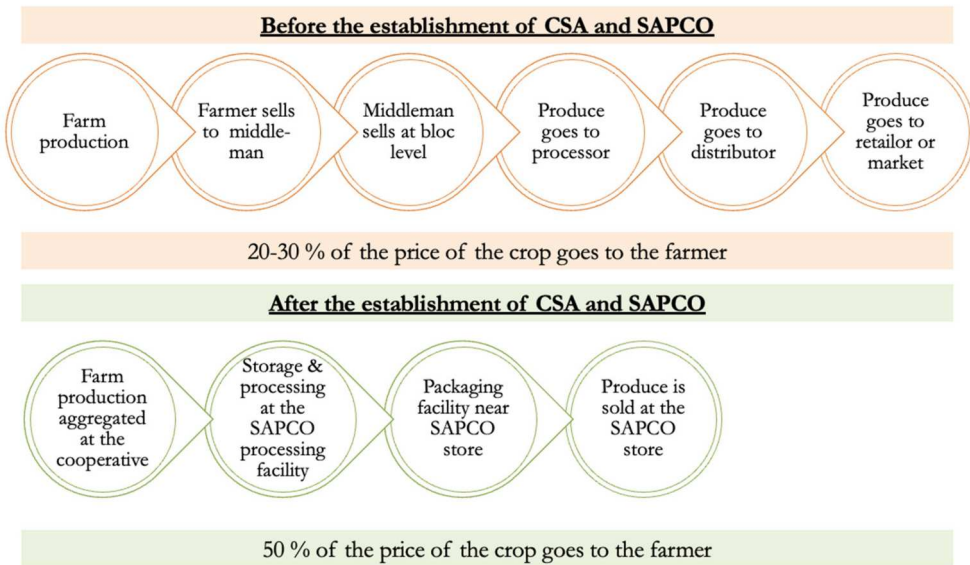 Before the establishment of CSA and SAPCO
Farm
production
Farmer sells
to middle-
man
Middleman
sells at bloc
level
Produce
goes to
processor
Produce
goes to
distributor
Produce
goes to
retailor or
market
20-30 % of the price of the crop goes to the farmer
After the establishment of CSA and SAPCO
Farm
production
aggregated
at the
cooperative
Storage &
processing
at the
SAPCO
processing
facility
Packaging
facility near
SAPCO
store
Produce is
sold at the
SAPCO
store
50 % of the price of the crop goes to the farmer